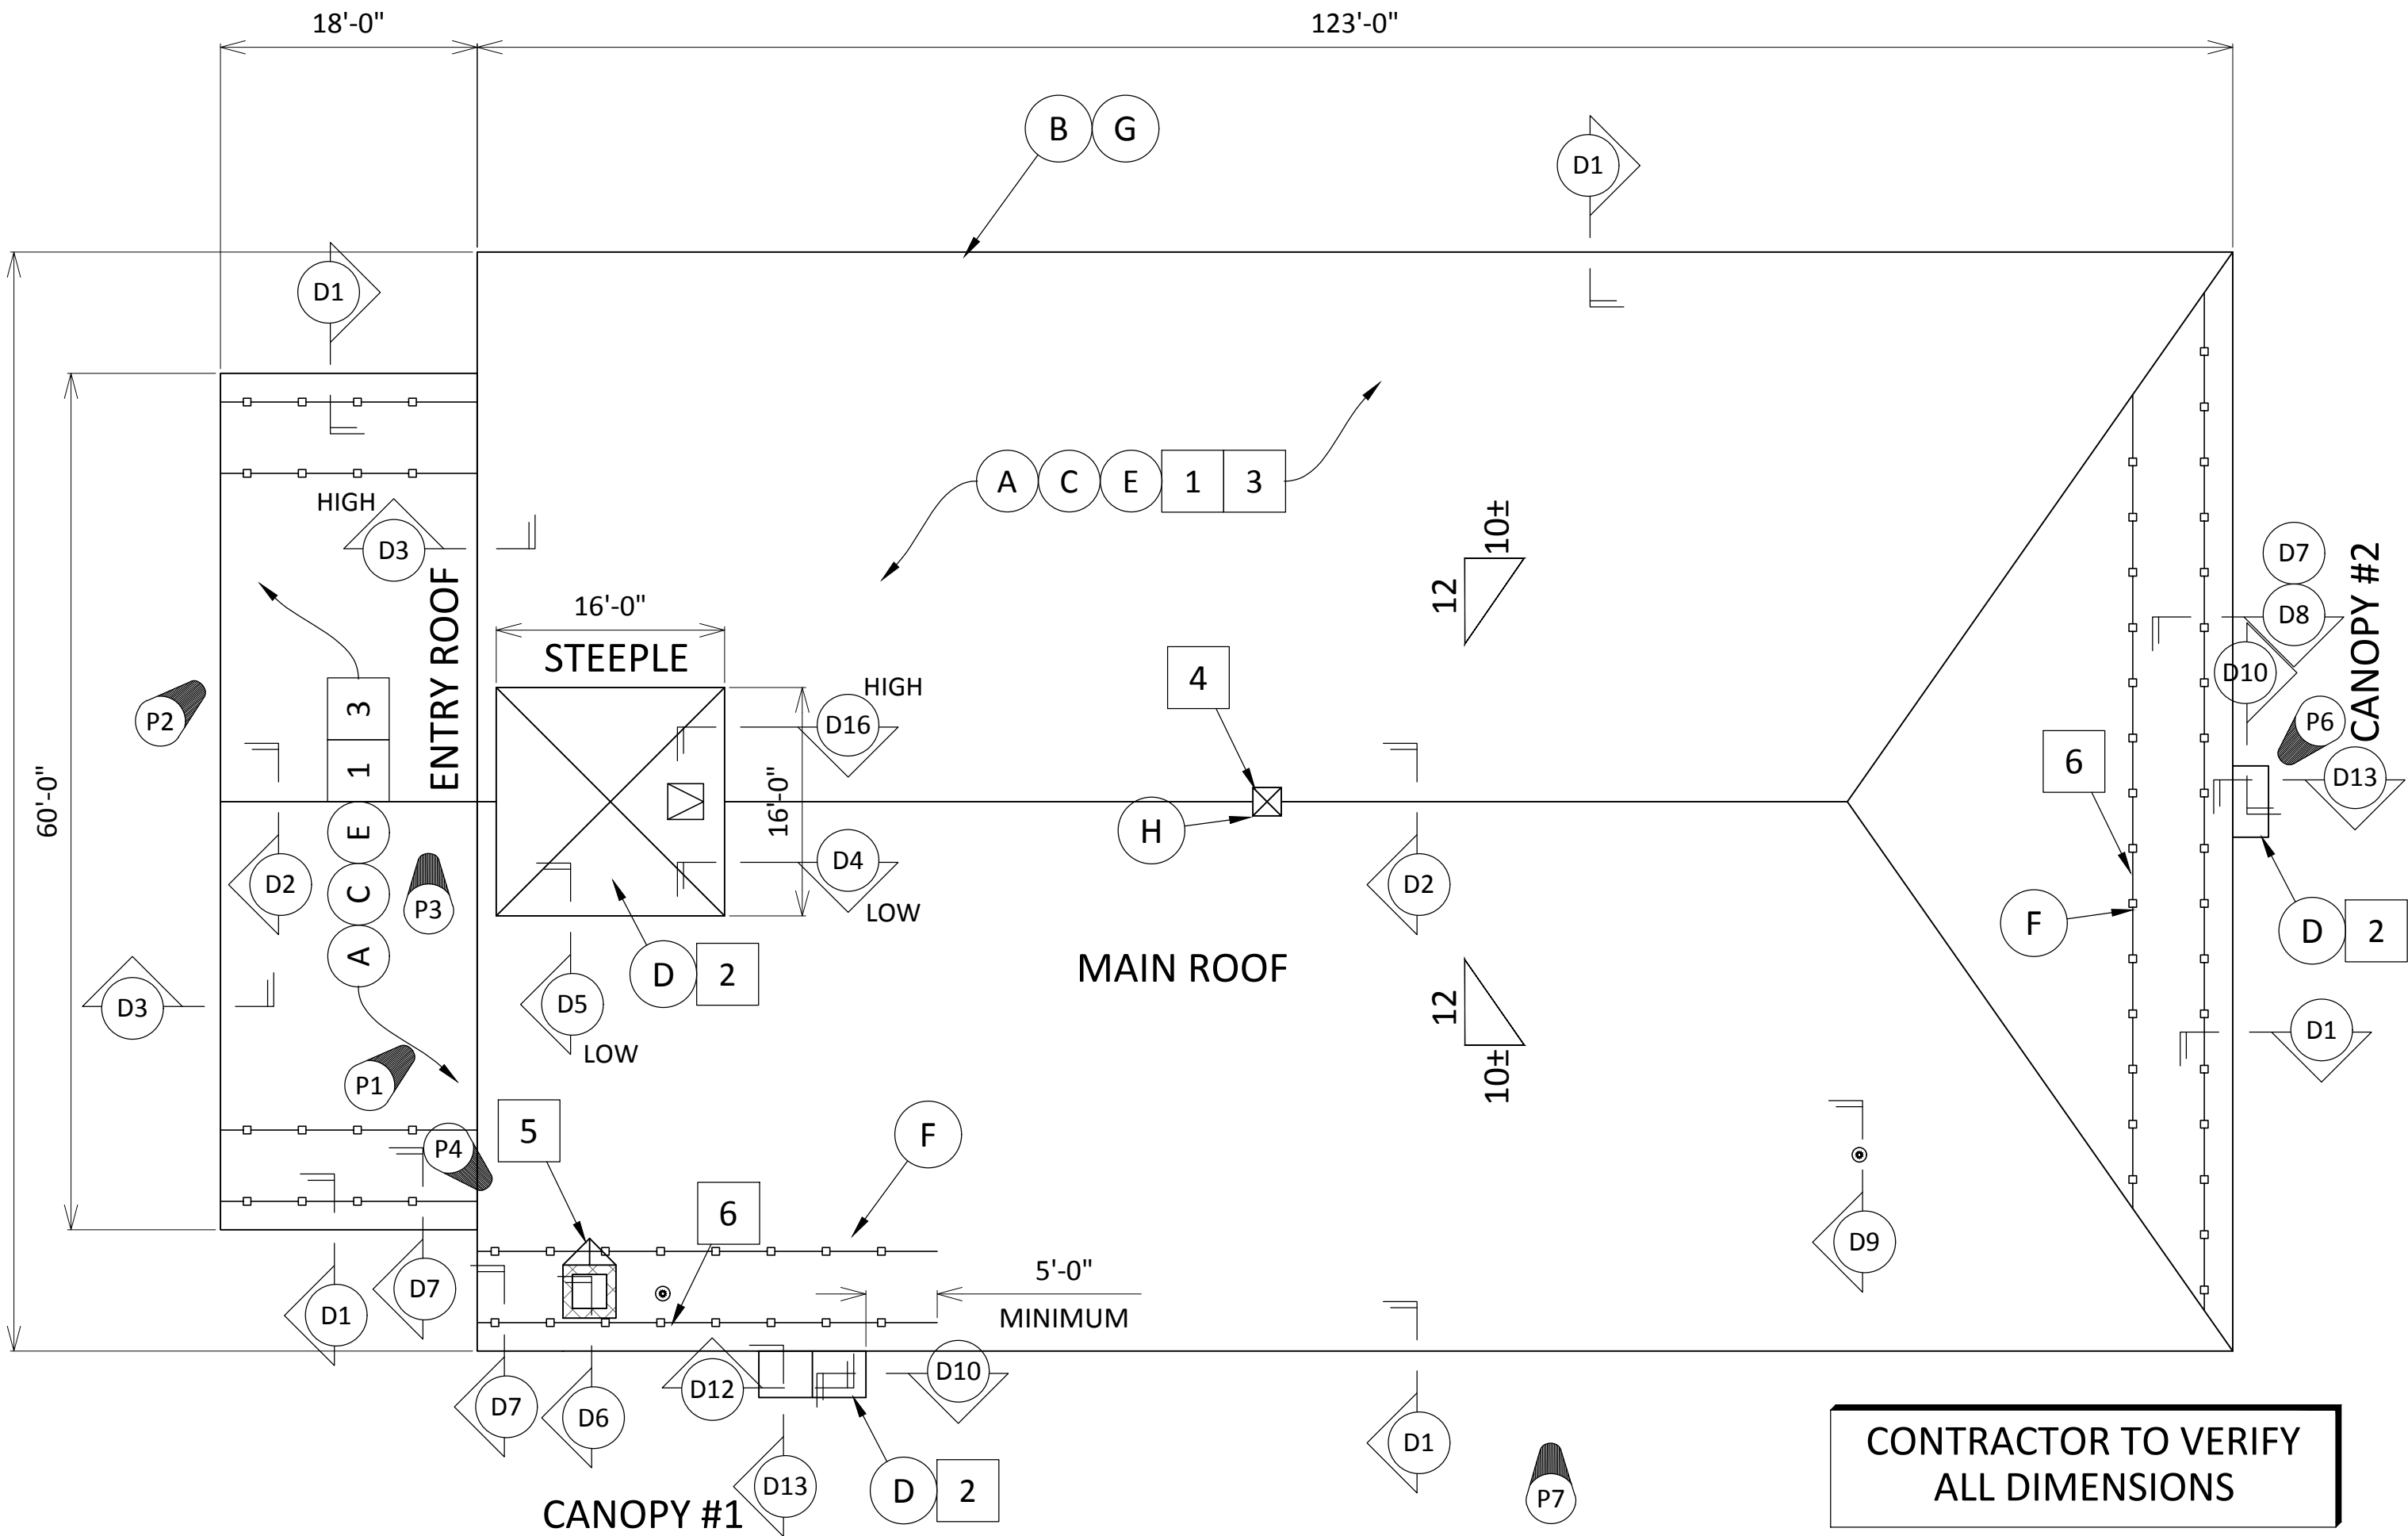 18'-0"
123'-0"
B G
D1
D1
HIGH
D3
A C E 1 3
10±
12
D7
D8
D10
CANOPY #2
ENTRY ROOF
16'-0"
STEEPLE
HIGH
D16
4
P2
3
1
E
C
A
P6
6
D13
60'-0"
16'-0"
H
D2
P3
D4
LOW
D2
F
D 2
D 2
MAIN ROOF
D3
D5
LOW
12
10±
D1
P1
5
F
P4
6
D9
5'-0"
MINIMUM
D7
D1
D7
D6
D12
D10
D1
D13
D 2
P7
CANOPY #1
CONTRACTOR TO VERIFY
ALL DIMENSIONS